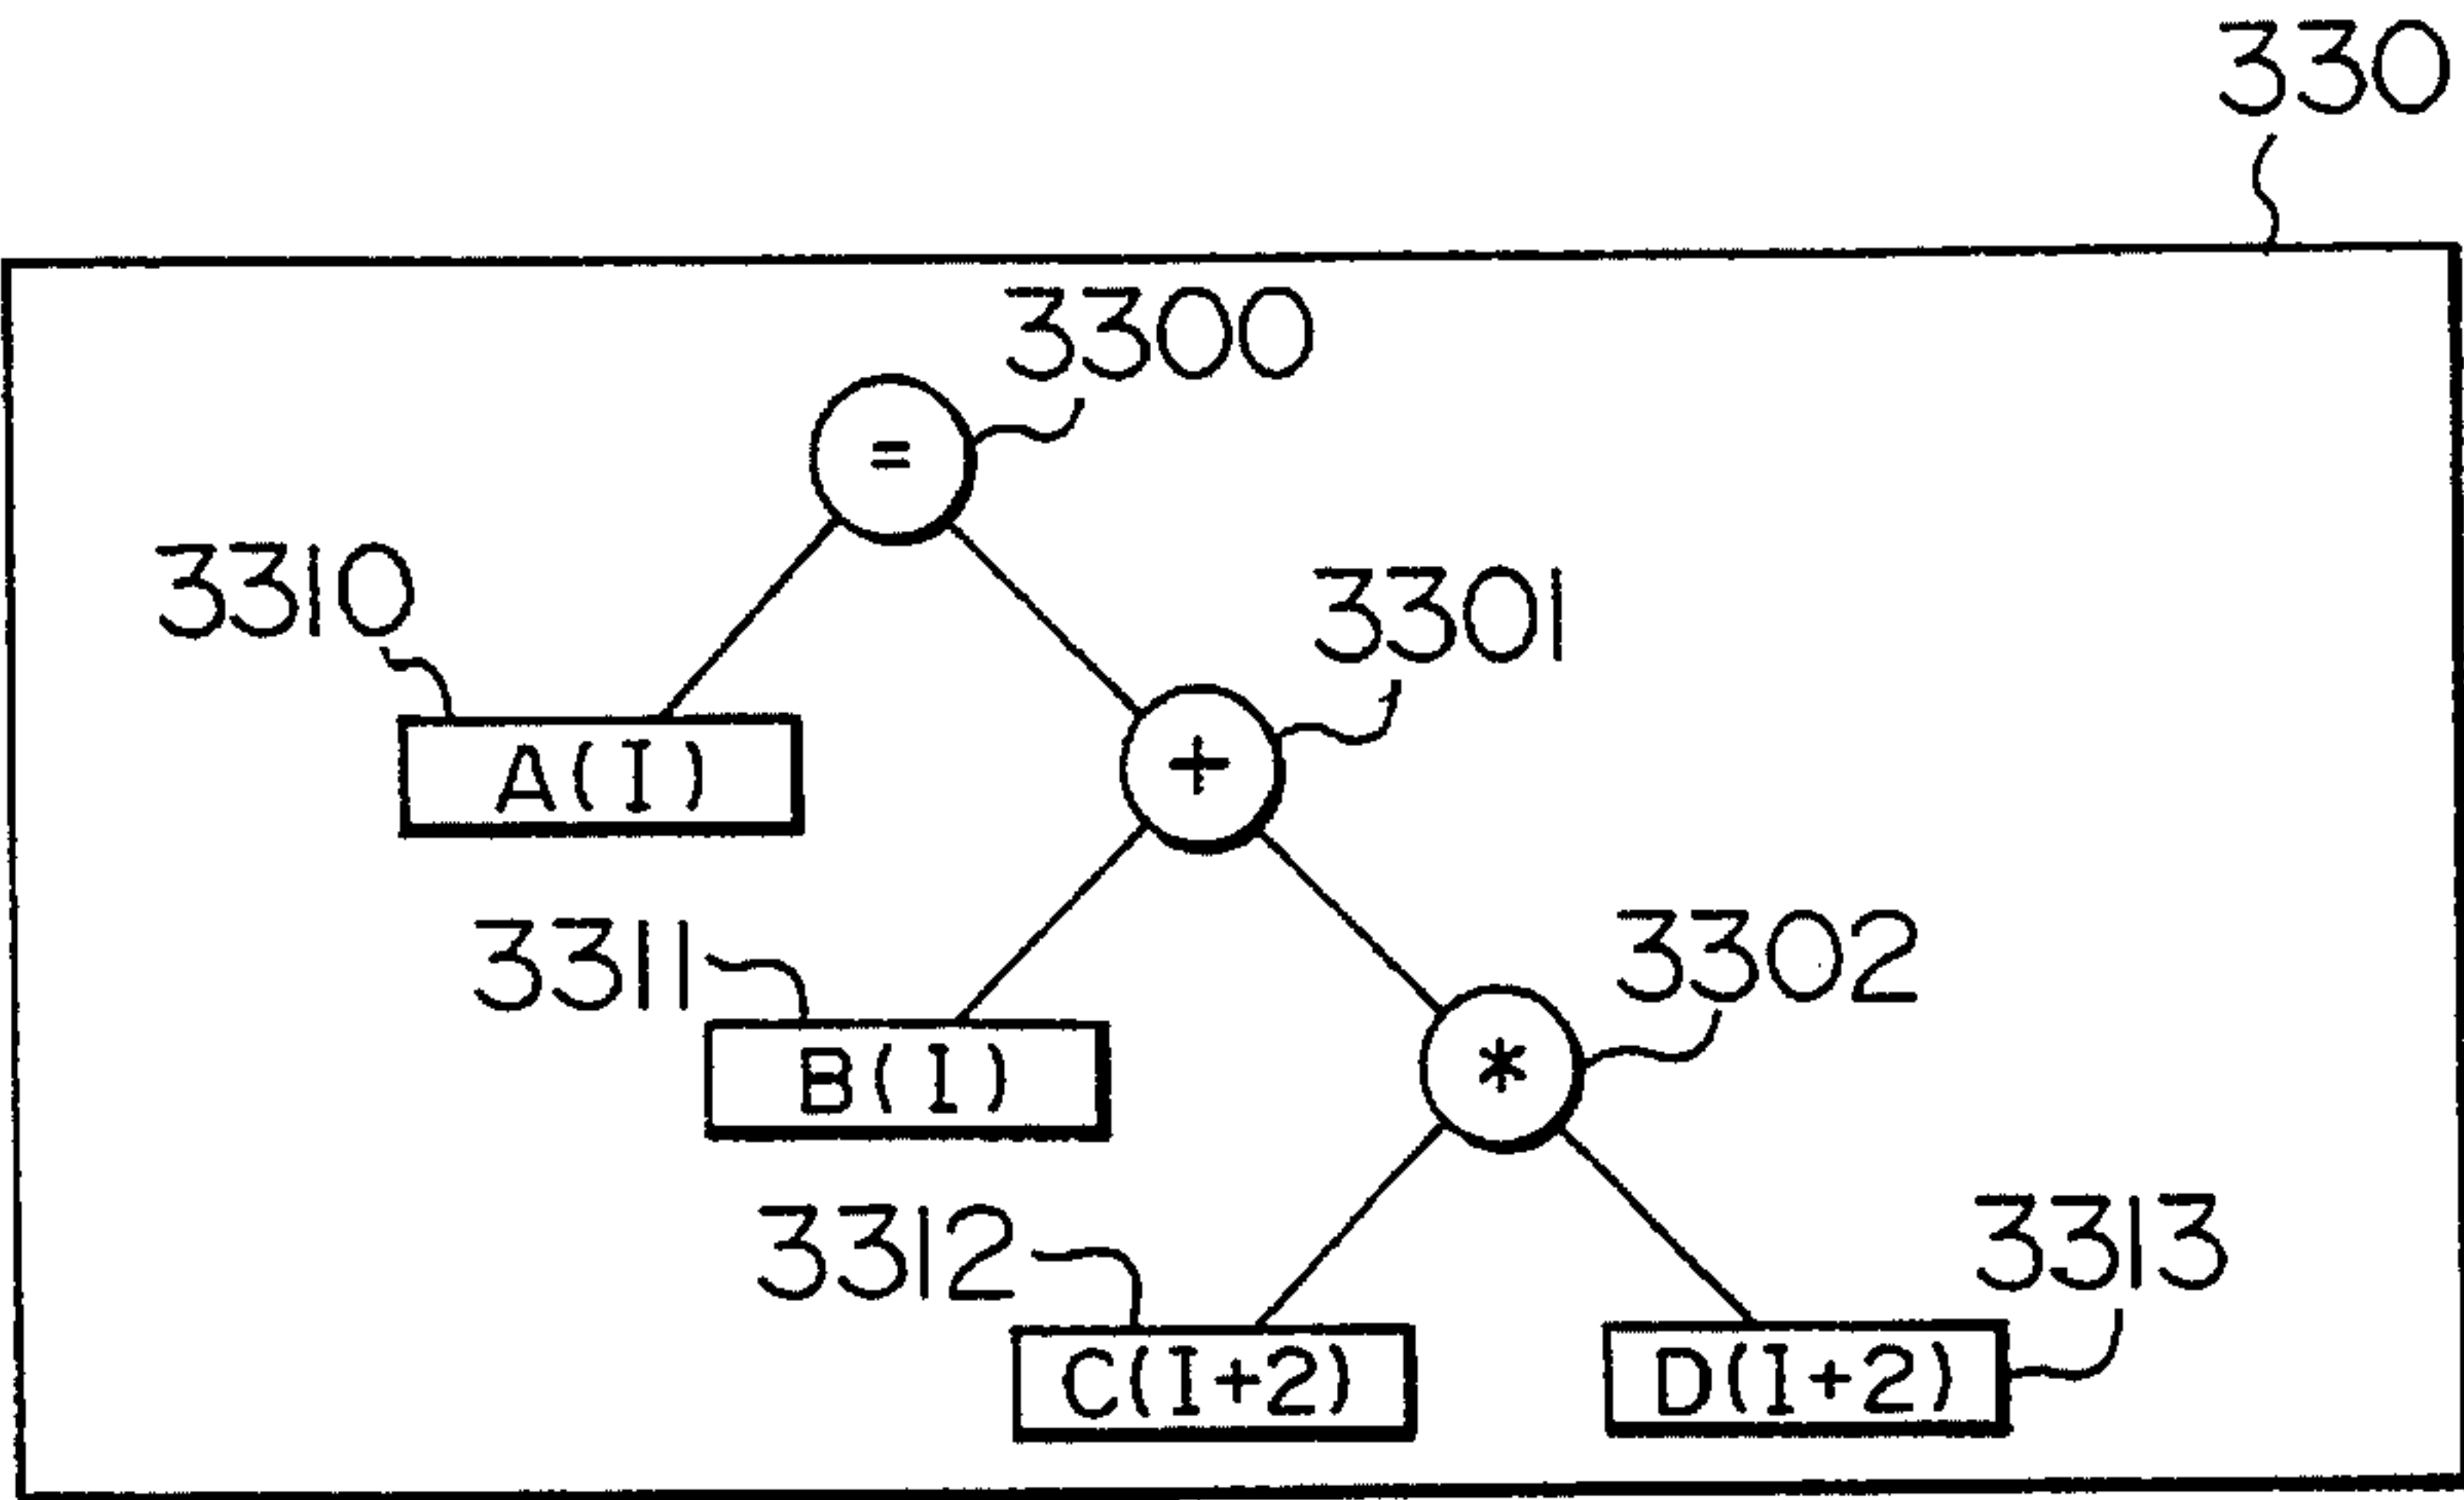 330
3300
=
3310
3301
A(I)
+
3311
3302
B(I)
*
3312
3313
C(I+2)
D(I+2)